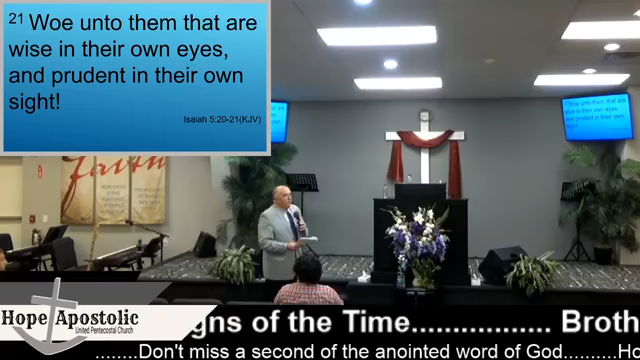 21 Woe unto them that are
wise in their own eyes,
and prudent in their own
sight!
Isaiah 5:20-21(KJV)
faith
Hope Apostolic
United Pentecostal Church
igns of the Time................. Broth
........Don't miss a second of the anointed word of God.........Ho